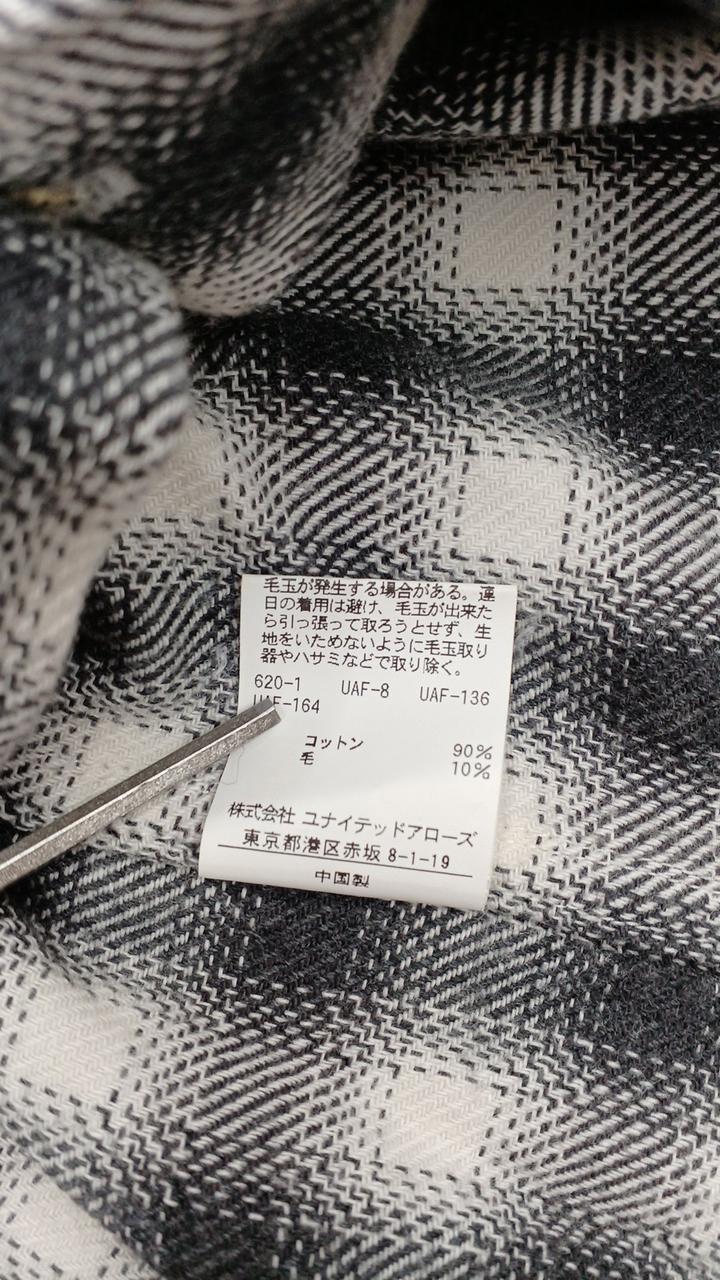 毛玉が発生する場合がある。連
日の着用は避け、毛玉が出来た
ら引っ張って取ろうとせず、生
地をいためないように毛玉取り
器やハサミなどで取り除く。
620-1 UAF-8 UAF-136
UAF-164
コットン 90%
毛 10%
株式会社 ユナイテッドアローズ
東京都港区赤坂 8-1-19
中国製